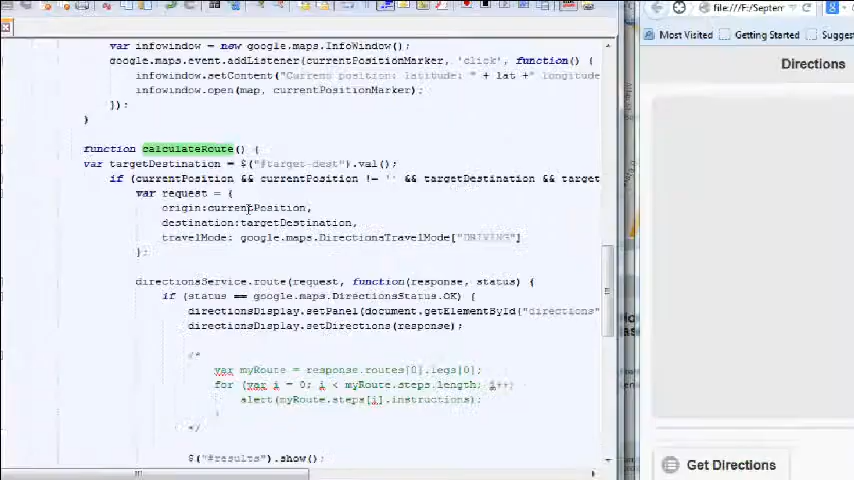 var infowindow = new google.maps.InfoWindow();
google.maps.event.addListener(currentPositionMarker, 'click', function() {
infowindow.setContent("Current position: latitude: " + lat +" longitude
infowindow.open(map, currentPositionMarker);
});
}
function calculateRoute() {
var targetDestination = $("#target-dest").val();
if (currentPosition && currentPosition != '' && targetDestination && target
var request = {
origin:currentPosition,
destination:targetDestination,
travelMode: google.maps.DirectionsTravelMode["DRIVING"]
};
directionsService.route(request, function(response, status) {
if (status == google.maps.DirectionsStatus.OK) {
directionsDisplay.setPanel(document.getElementById("directions"
directionsDisplay.setDirections(response);
/*
var myRoute = response.routes[0].legs[0];
for (var i = 0; i < myRoute.steps.length; i++)
alert(myRoute.steps[i].instructions);
}
*/
$("#results").show();
file:///F:/Septem
Most Visited
Getting Started
Sugges
Directions
Get Directions